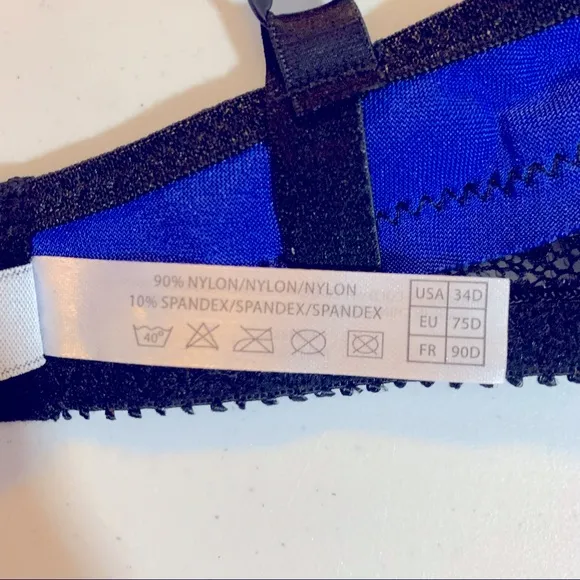 90% NYLON/NYLON/NYLON
10% SPANDEX/SPANDEX/SPANDEX
40°
USA 34D
EU 75D
FR 90D